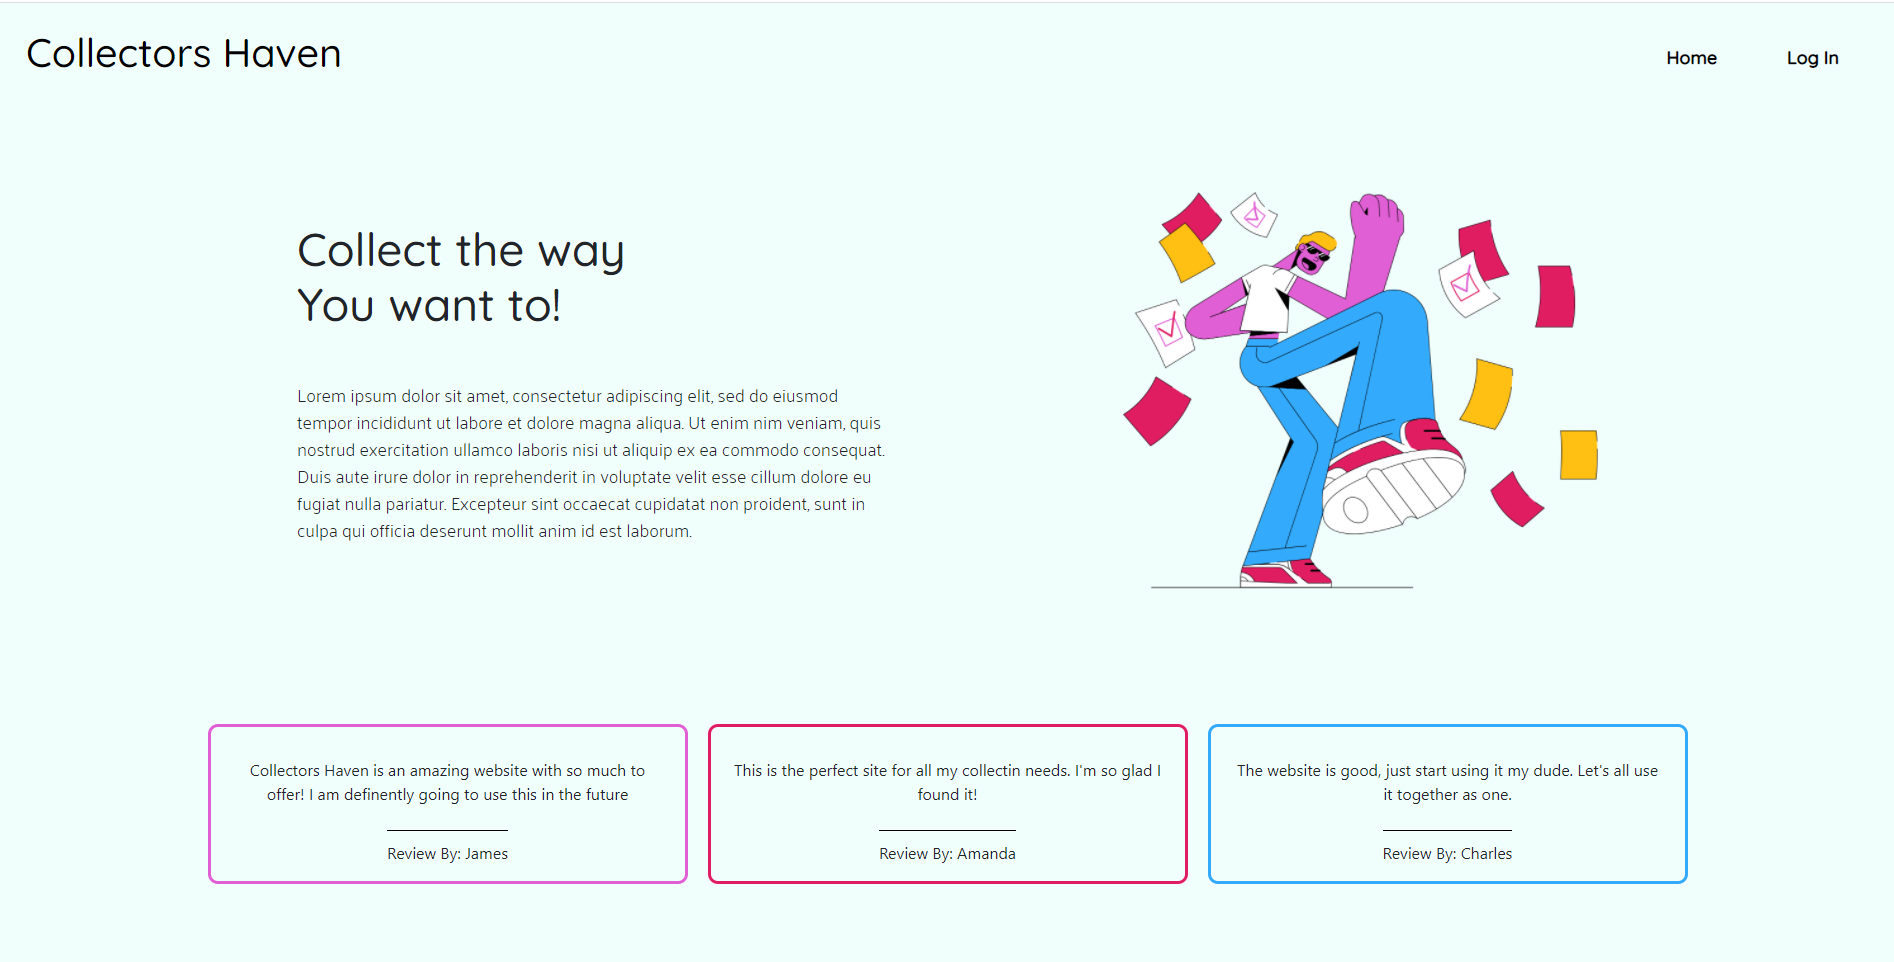 Collectors Haven
Home
Log In
Collect the way
You want to!
Lorem ipsum dolor sit amet, consectetur adipiscing elit, sed do eiusmod
tempor incididunt ut labore et dolore magna aliqua. Ut enim nim veniam, quis
nostrud exercitation ullamco laboris nisi ut aliquip ex ea commodo consequat.
Duis aute irure dolor in reprehenderit in voluptate velit esse cillum dolore eu
fugiat nulla pariatur. Excepteur sint occaecat cupidatat non proident, sunt in
culpa qui officia deserunt mollit anim id est laborum.
Collectors Haven is an amazing website with so much to
offer! I am definently going to use this in the future
Review By: James
This is the perfect site for all my collectin needs. I'm so glad I
found it!
Review By: Amanda
The website is good, just start using it my dude. Let's all use
it together as one.
Review By: Charles